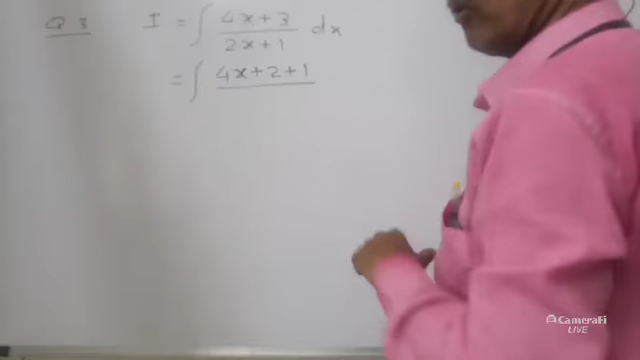 Q 3 I = ∫ (4x+3)/(2x+1) dx
= ∫ 4x+2+1
CameraFi
LIVE